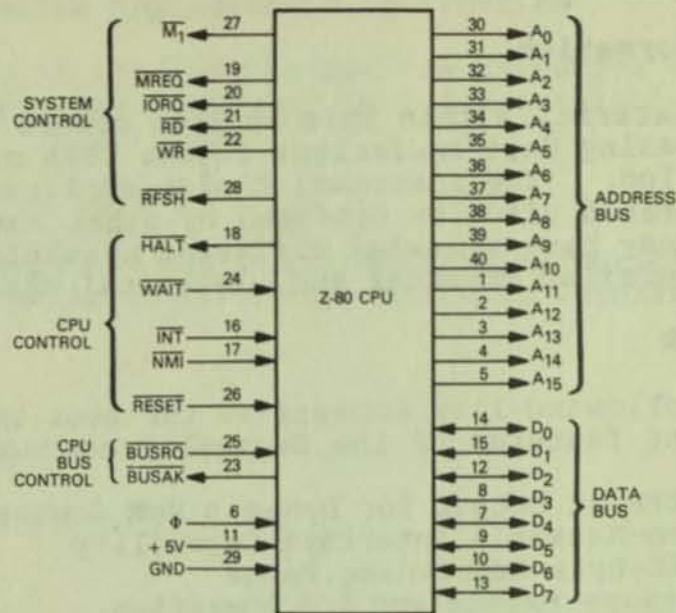 SYSTEM CONTROL
M1 27
MREQ 19
IORQ 20
RD 21
WR 22
RFSH 28
CPU CONTROL
HALT 18
WAIT 24
INT 16
NMI 17
RESET 26
CPU BUS CONTROL
BUSRQ 25
BUSAK 23
Φ 6
+ 5V 11
GND 29
Z-80 CPU
30 A0
31 A1
32 A2
33 A3
34 A4
35 A5
36 A6
37 A7
38 A8
39 A9
40 A10
1 A11
2 A12
3 A13
4 A14
5 A15
ADDRESS BUS
14 D0
15 D1
12 D2
8 D3
7 D4
9 D5
10 D6
13 D7
DATA BUS